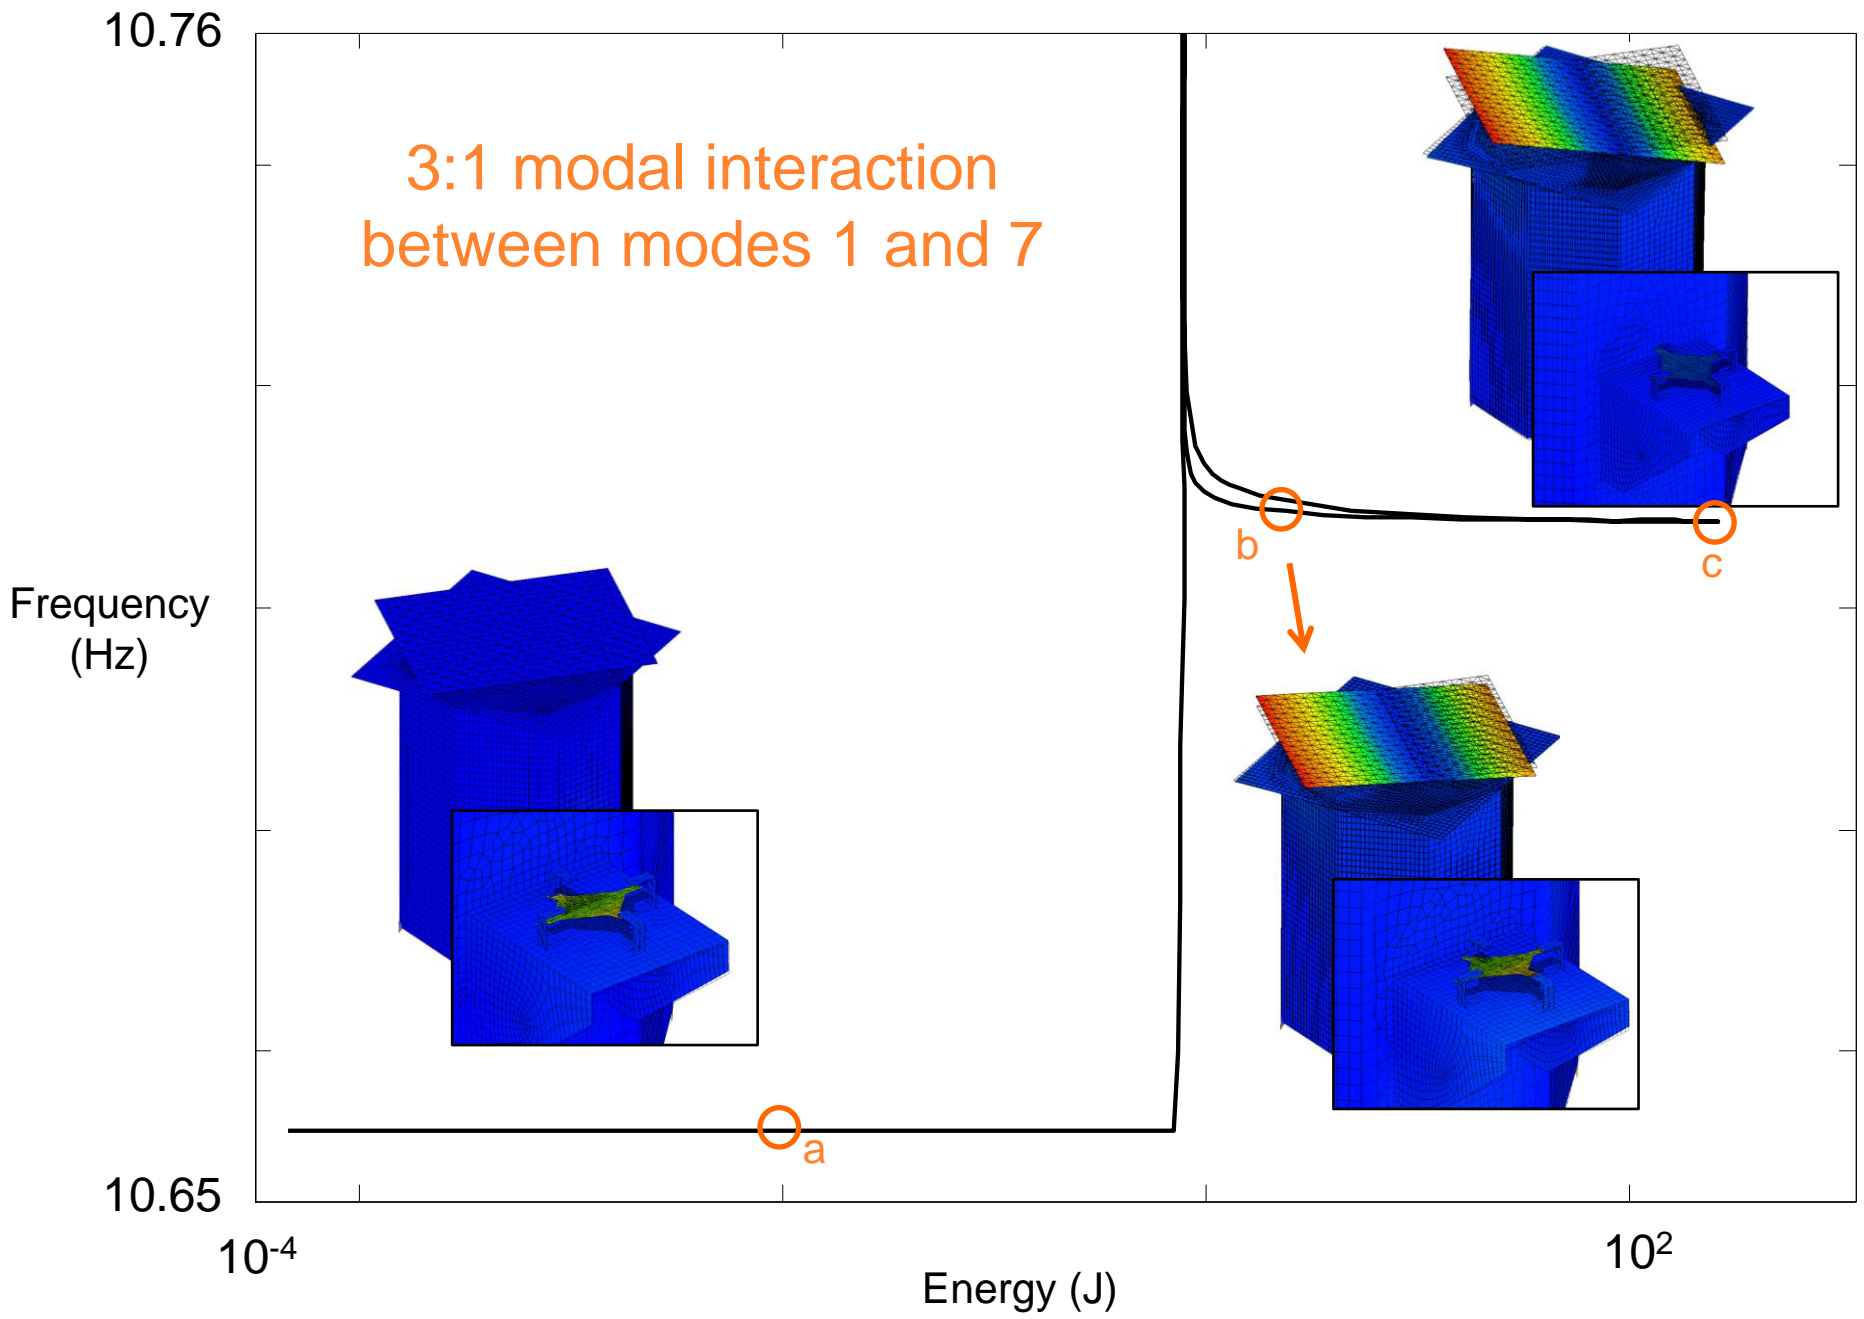 10.76
3:1 modal interaction
between modes 1 and 7
b
c
Frequency
(Hz)
a
10.65
10-4
102
Energy (J)